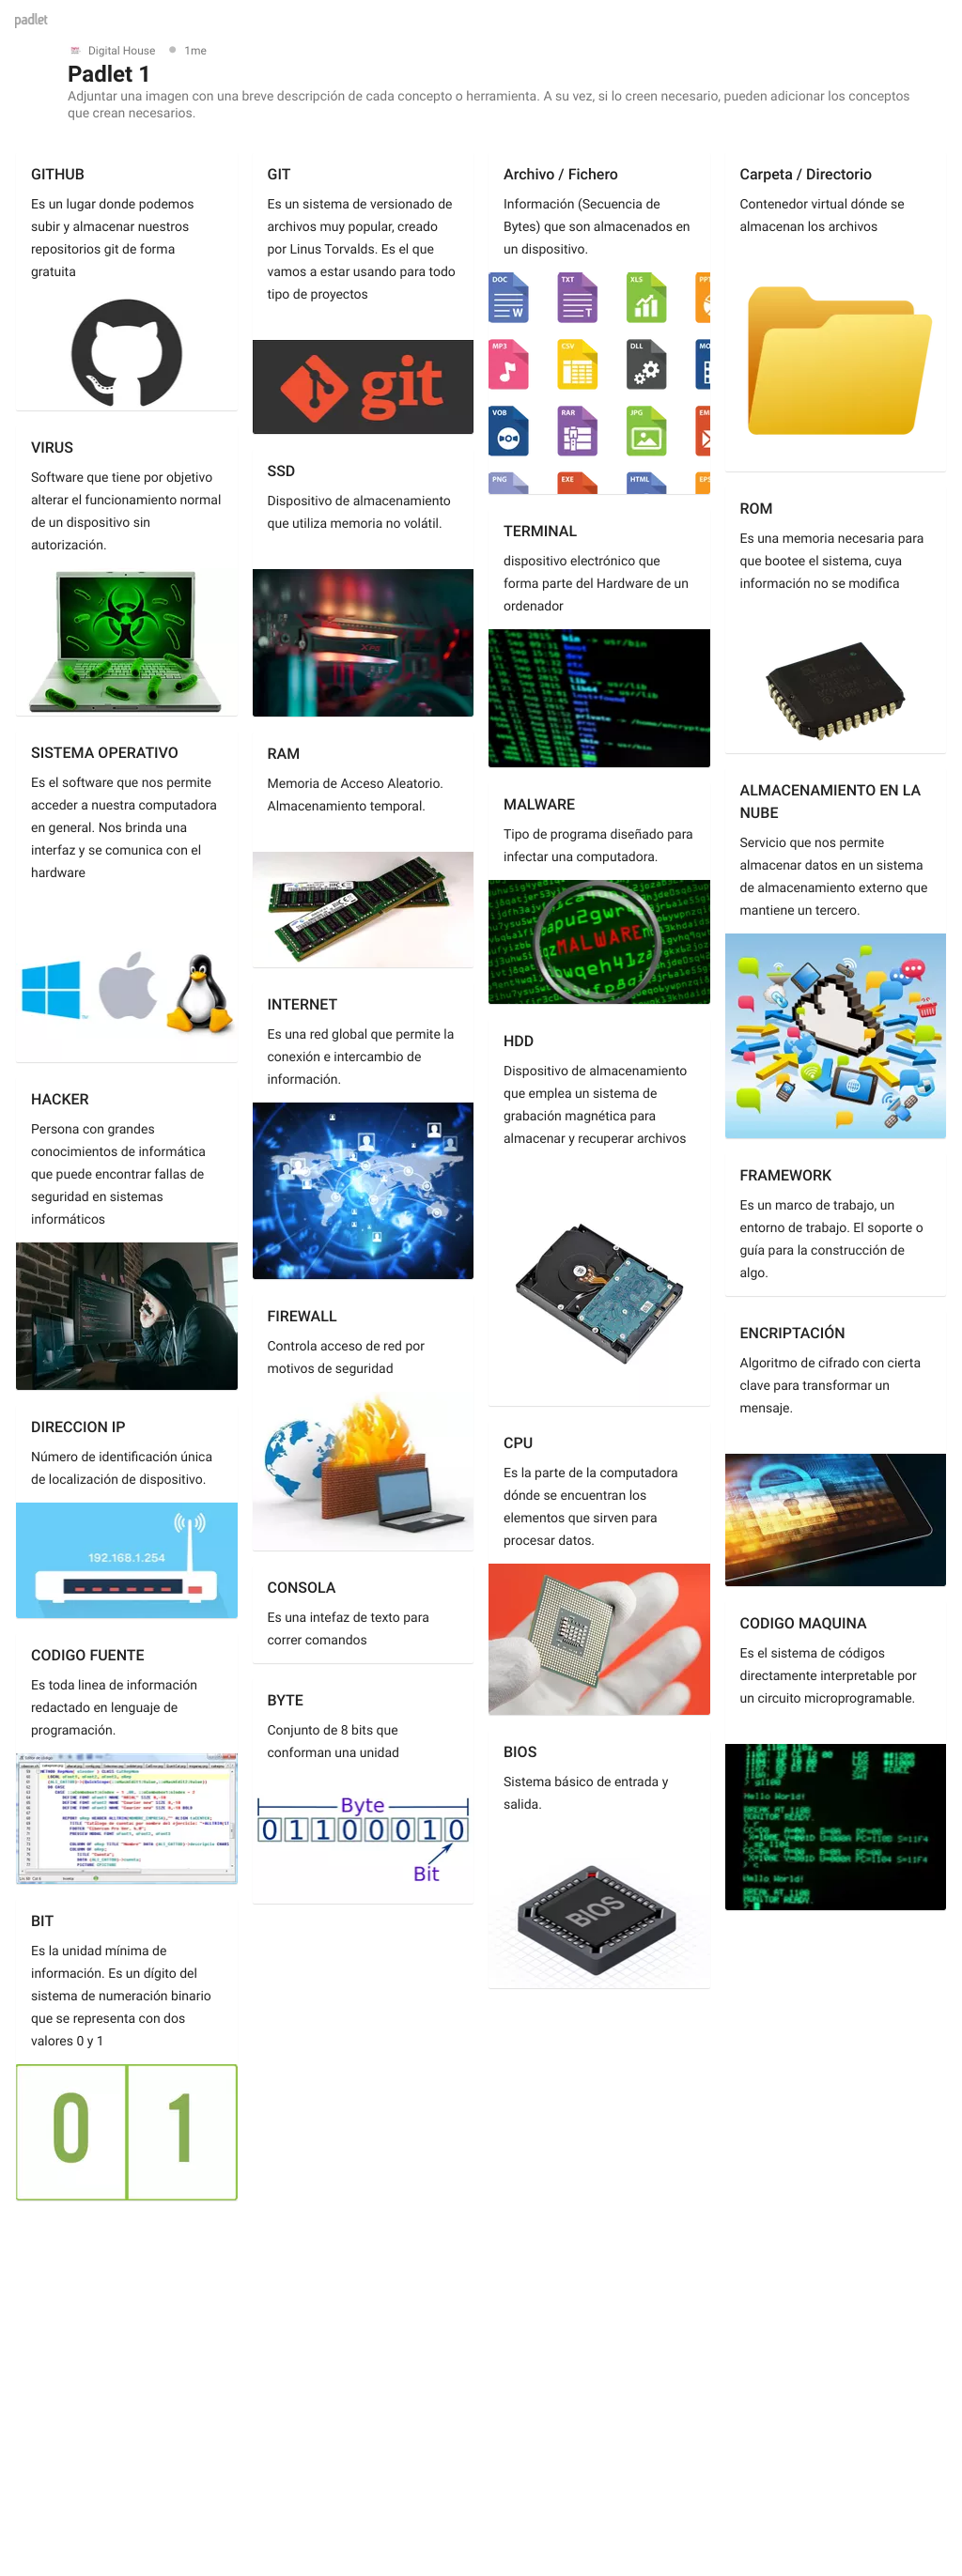 padlet
Digital House
1me
Padlet 1
Adjuntar una imagen con una breve descripción de cada concepto o herramienta. A su vez, si lo creen necesario, pueden adicionar los conceptos
que crean necesarios.
GITHUB
Es un lugar donde podemos
subir y almacenar nuestros
repositorios git de forma
gratuita
VIRUS
Software que tiene por objetivo
alterar el funcionamiento normal
de un dispositivo sin
autorización.
SISTEMA OPERATIVO
Es el software que nos permite
acceder a nuestra computadora
en general. Nos brinda una
interfaz y se comunica con el
hardware
HACKER
Persona con grandes
conocimientos de informática
que puede encontrar fallas de
seguridad en sistemas
informáticos
DIRECCION IP
Número de identificación única
de localización de dispositivo.
192.168.1.254
CODIGO FUENTE
Es toda linea de información
redactado en lenguaje de
programación.
BIT
Es la unidad mínima de
información. Es un dígito del
sistema de numeración binario
que se representa con dos
valores 0 y 1
0 1
GIT
Es un sistema de versionado de
archivos muy popular, creado
por Linus Torvalds. Es el que
vamos a estar usando para todo
tipo de proyectos
git
SSD
Dispositivo de almacenamiento
que utiliza memoria no volátil.
XPG
RAM
Memoria de Acceso Aleatorio.
Almacenamiento temporal.
INTERNET
Es una red global que permite la
conexión e intercambio de
información.
FIREWALL
Controla acceso de red por
motivos de seguridad
CONSOLA
Es una intefaz de texto para
correr comandos
BYTE
Conjunto de 8 bits que
conforman una unidad
Byte
0 1 1 0 0 0 1 0
Bit
Archivo / Fichero
Información (Secuencia de
Bytes) que son almacenados en
un dispositivo.
DOC TXT XLS PPT
W T
MP3 CSV DLL MO
VOB RAR JPG EM
PNG EXE HTML EPS
TERMINAL
dispositivo electrónico que
forma parte del Hardware de un
ordenador
MALWARE
Tipo de programa diseñado para
infectar una computadora.
MALWARE
HDD
Dispositivo de almacenamiento
que emplea un sistema de
grabación magnética para
almacenar y recuperar archivos
CPU
Es la parte de la computadora
dónde se encuentran los
elementos que sirven para
procesar datos.
BIOS
Sistema básico de entrada y
salida.
BIOS
Carpeta / Directorio
Contenedor virtual dónde se
almacenan los archivos
ROM
Es una memoria necesaria para
que bootee el sistema, cuya
información no se modifica
ALMACENAMIENTO EN LA
NUBE
Servicio que nos permite
almacenar datos en un sistema
de almacenamiento externo que
mantiene un tercero.
FRAMEWORK
Es un marco de trabajo, un
entorno de trabajo. El soporte o
guía para la construcción de
algo.
ENCRIPTACIÓN
Algoritmo de cifrado con cierta
clave para transformar un
mensaje.
CODIGO MAQUINA
Es el sistema de códigos
directamente interpretable por
un circuito microprogramable.
Hello World!
Hello World!
MONITOR READY.